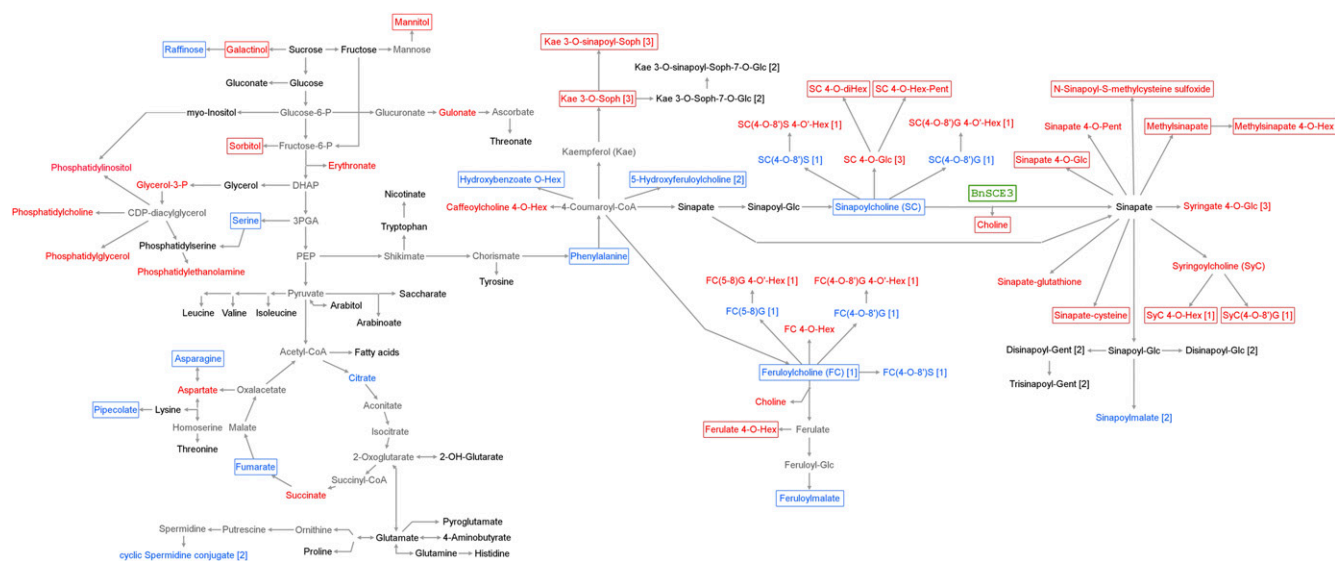 Mannitol
Raffinose
Galactinol
Sucrose
Fructose
Mannose
Gluconate
Glucose
myo-Inositol
Glucose-6-P
Glucuronate
Gulonate
Ascorbate
Threonate
Sorbitol
Fructose-6-P
Erythronate
Phosphatidylinositol
Glycerol-3-P
Glycerol
DHAP
Nicotinate
Phosphatidylcholine
CDP-diacylglycerol
Serine
3PGA
Tryptophan
Phosphatidylserine
Phosphatidylglycerol
Phosphatidylethanolamine
PEP
Shikimate
Chorismate
Phenylalanine
Tyrosine
Pyruvate
Saccharate
Leucine
Valine
Isoleucine
Arabitol
Arabinoate
Acetyl-CoA
Fatty acids
Asparagine
Citrate
Aspartate
Oxalacetate
Aconitate
Pipecolate
Lysine
Homoserine
Malate
Isocitrate
Threonine
2-Oxoglutarate
2-OH-Glutarate
Fumarate
Succinyl-CoA
Succinate
Pyroglutamate
Spermidine
Putrescine
Ornithine
Glutamate
4-Aminobutyrate
cyclic Spermidine conjugate [2]
Proline
Glutamine
Histidine
Kae 3-O-sinapoyl-Soph [3]
Kae 3-O-sinapoyl-Soph-7-O-Glc [2]
Kae 3-O-Soph [3]
Kae 3-O-Soph-7-O-Glc [2]
Kaempferol (Kae)
Hydroxybenzoate O-Hex
5-Hydroxyferuloylcholine [2]
Caffeoylcholine 4-O-Hex
4-Coumaroyl-CoA
Sinapate
Sinapoyl-Glc
Sinapoylcholine (SC)
SC 4-O-diHex
SC 4-O-Hex-Pent
SC(4-O-8')S 4-O'-Hex [1]
SC(4-O-8')G 4-O'-Hex [1]
SC(4-O-8')S [1]
SC 4-O-Glc [3]
SC(4-O-8')G [1]
BnSCE3
Choline
N-Sinapoyl-S-methylcysteine sulfoxide
Sinapate 4-O-Pent
Methylsinapate
Methylsinapate 4-O-Hex
Sinapate 4-O-Glc
Sinapate
Syringate 4-O-Glc [3]
Sinapate-glutathione
Syringoylcholine (SyC)
Sinapate-cysteine
SyC 4-O-Hex [1]
SyC(4-O-8')G [1]
Disinapoyl-Gent [2]
Sinapoyl-Glc
Disinapoyl-Glc [2]
Trisinapoyl-Gent [2]
Sinapoylmalate [2]
FC(5-8)G 4-O'-Hex [1]
FC(4-O-8')G 4-O'-Hex [1]
FC(5-8')G [1]
FC(4-O-8')G [1]
FC 4-O-Hex
Feruloylcholine (FC) [1]
FC(4-O-8')S [1]
Choline
Ferulate 4-O-Hex
Ferulate
Feruloyl-Glc
Feruloylmalate